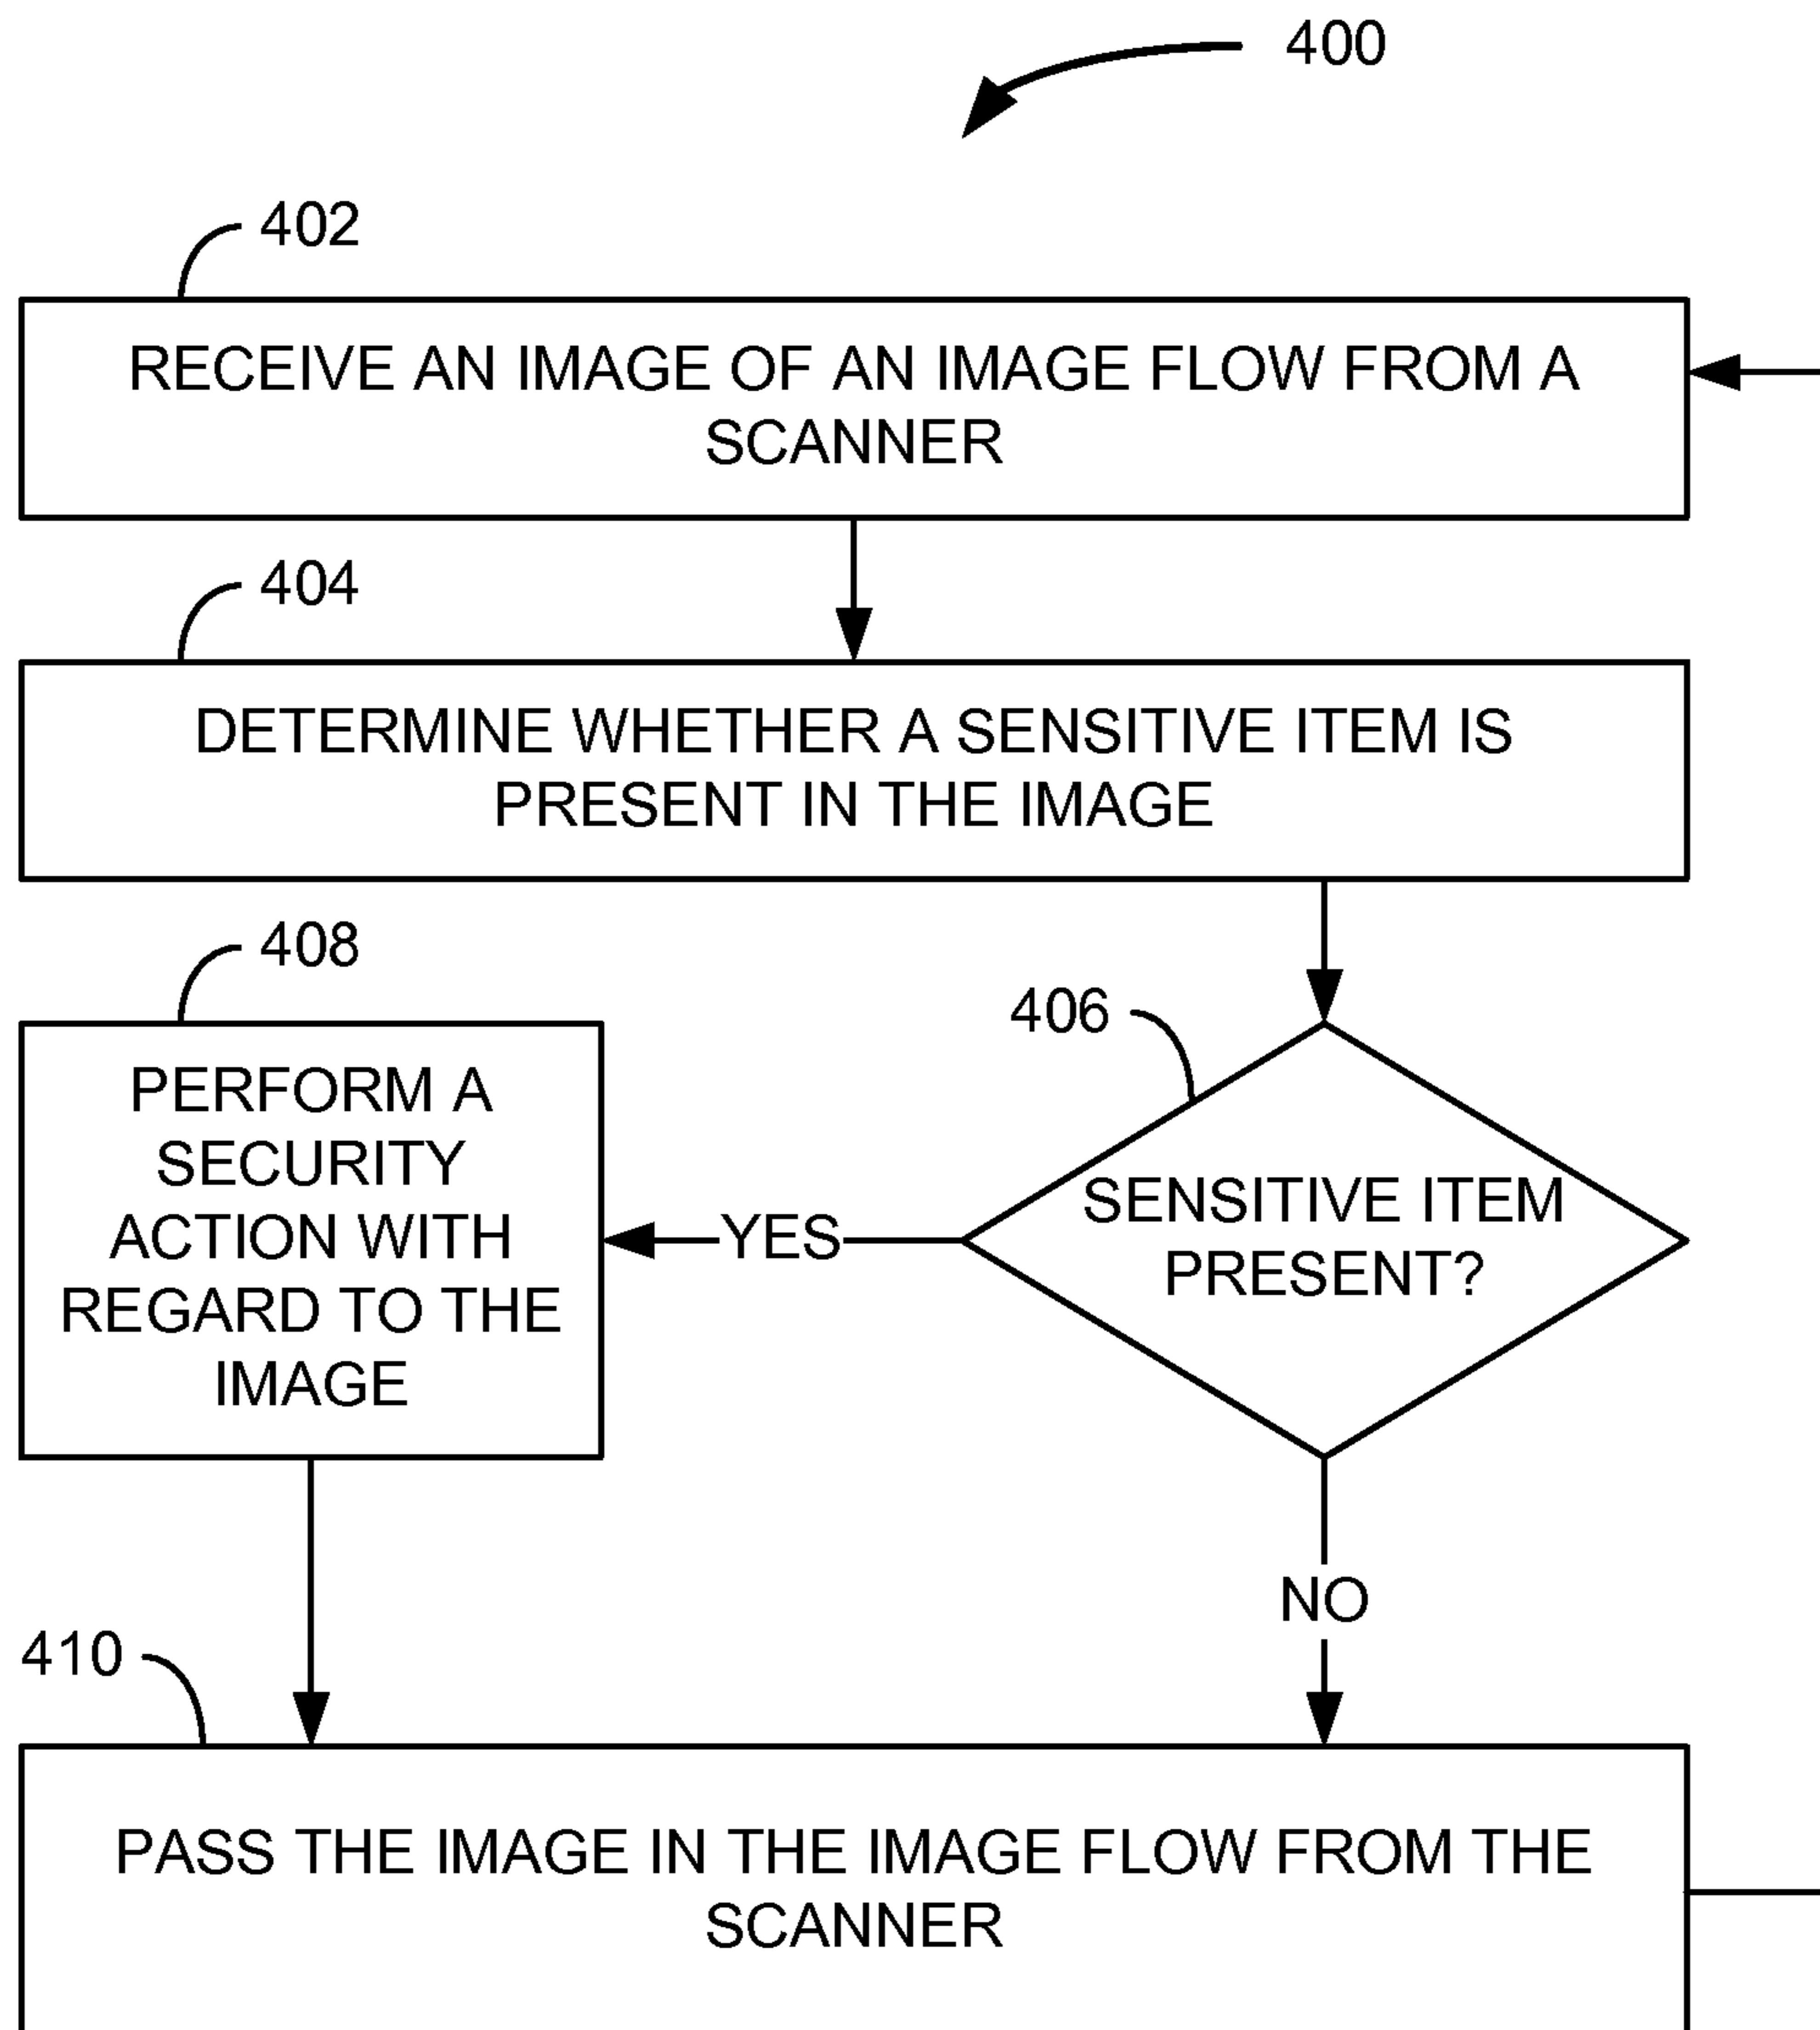 400
402
RECEIVE AN IMAGE OF AN IMAGE FLOW FROM A
SCANNER
404
DETERMINE WHETHER A SENSITIVE ITEM IS
PRESENT IN THE IMAGE
408
PERFORM A
SECURITY
ACTION WITH
REGARD TO THE
IMAGE
YES
406
SENSITIVE ITEM
PRESENT?
NO
410
PASS THE IMAGE IN THE IMAGE FLOW FROM THE
SCANNER